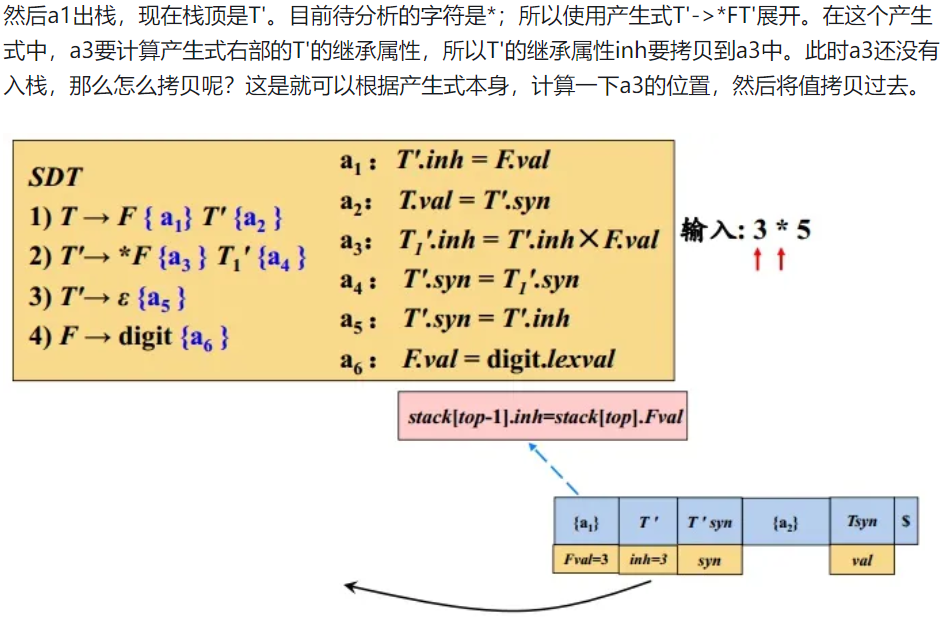 然后a1出栈，现在栈顶是T'。目前待分析的字符是*；所以使用产生式T'->*FT'展开。在这个产生
式中，a3要计算产生式右部的T'的继承属性，所以T'的继承属性inh要拷贝到a3中。此时a3还没有
入栈，那么怎么拷贝呢？这是就可以根据产生式本身，计算一下a3的位置，然后将值拷贝过去。
SDT
1) T → F { a₁} T′ {a₂ }
2) T′→ *F {a₃ } T₁′ {a₄ }
3) T′→ ε {a₅ }
4) F → digit {a₆ }
a₁： T′.inh = F.val
a₂: T.val = T′.syn
a₃: T₁′.inh = T′.inh×F.val
a₄： T′.syn = T₁′.syn
a₅： T′.syn = T′.inh
a₆： F.val = digit.lexval
输入: 3 * 5
stack[top-1].inh=stack[top].Fval
{a₁} T ′ T ′ syn {a₂} Tsyn $
Fval=3 inh=3 syn val